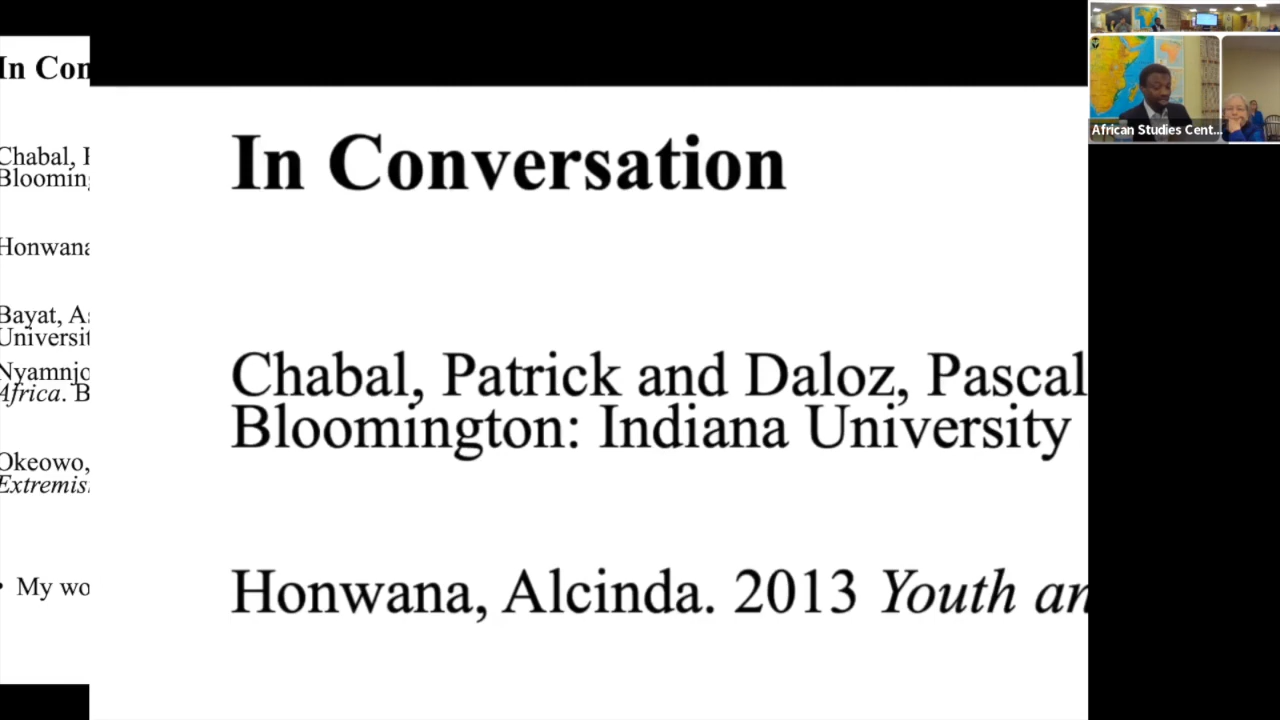 In Con
Chabal, P
Bloomin
Honwana
Bayat, As
Universit
Nyamnjo
Africa. B
Okeowo,
Extremis
• My wo
In Conversation
Chabal, Patrick and Daloz, Pascal
Bloomington: Indiana University
Honwana, Alcinda. 2013 Youth an
African Studies Cent...